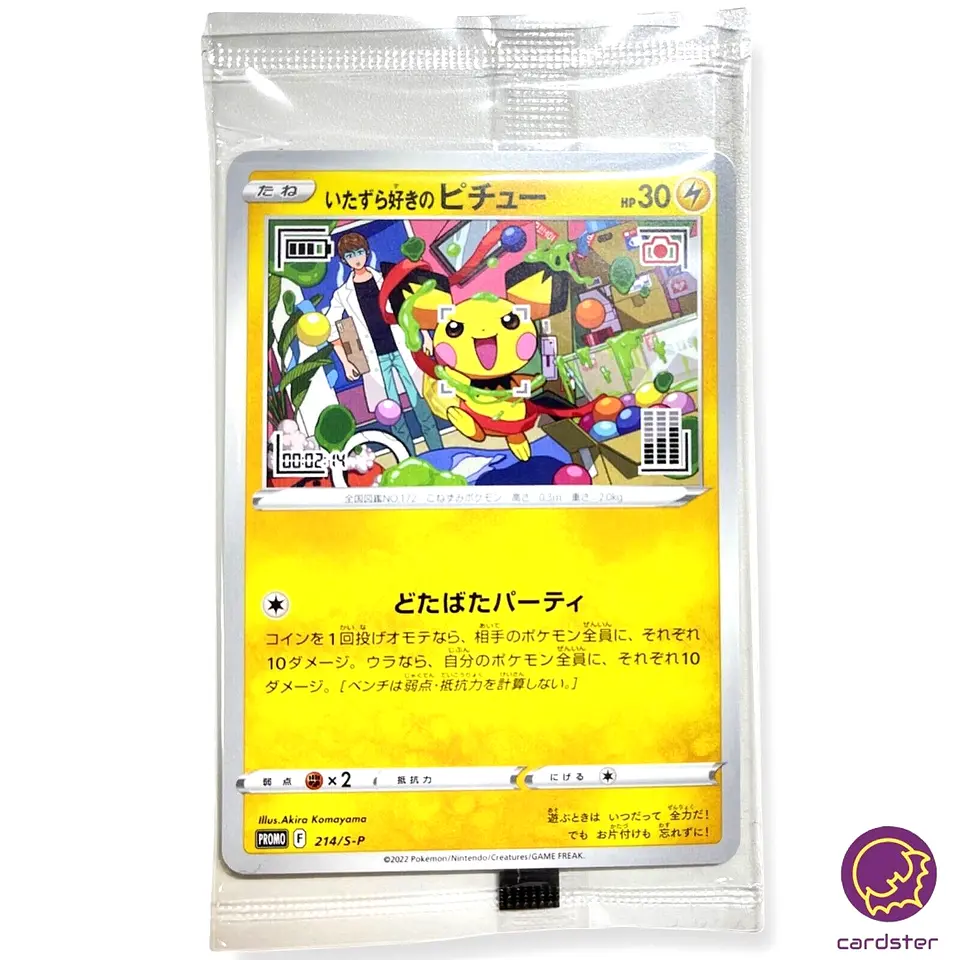 たね
いたずら好きのピチュー
HP30
00:02:14
全国図鑑NO.172 こねずみポケモン 高さ 0.3m 重さ 2.0kg
どたばたパーティ
コインを1回投げオモテなら、相手のポケモン全員に、それぞれ
10ダメージ。ウラなら、自分のポケモン全員に、それぞれ10
ダメージ。[ベンチは弱点・抵抗力を計算しない。]
弱点 ×2 抵抗力 にげる
Illus.Akira Komayama
PROMO F 214/S-P
遊ぶときは いつだって 全力だ!
でも お片付けも 忘れずに!
©2022 Pokémon/Nintendo/Creatures/GAME FREAK.
cardster